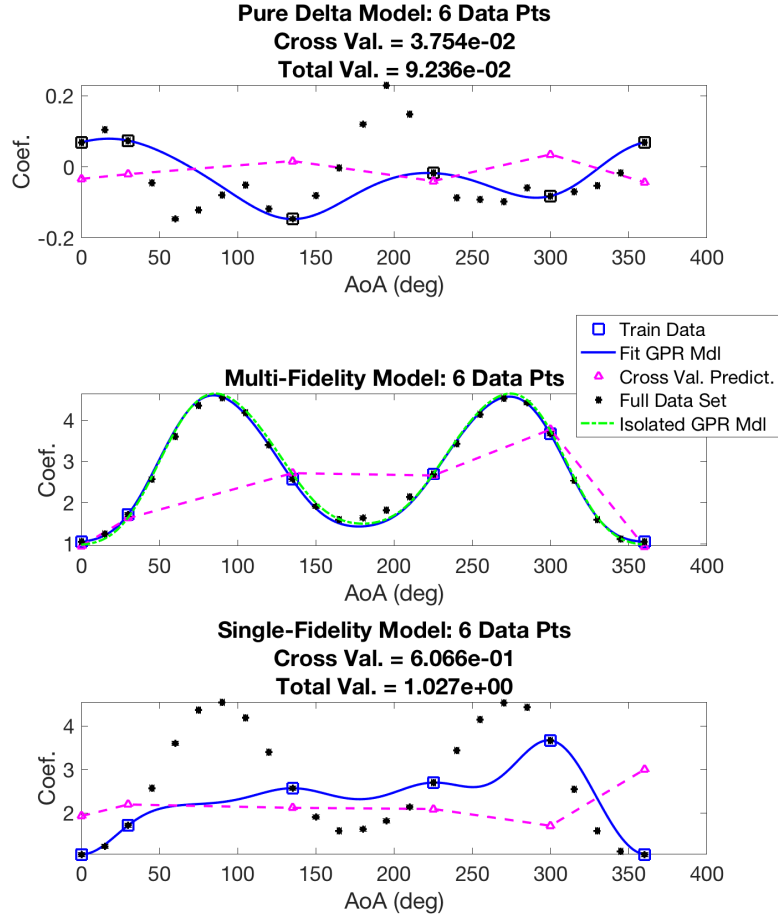 Pure Delta Model: 6 Data Pts
Cross Val. = 3.754e-02
Total Val. = 9.236e-02
0.2
0
-0.2
Coef.
0 50 100 150 200 250 300 350 400
AoA (deg)
Train Data
Fit GPR Mdl
Cross Val. Predict.
Full Data Set
Isolated GPR Mdl
Multi-Fidelity Model: 6 Data Pts
4
3
2
1
Coef.
0 50 100 150 200 250 300 350 400
AoA (deg)
Single-Fidelity Model: 6 Data Pts
Cross Val. = 6.066e-01
Total Val. = 1.027e+00
4
3
2
Coef.
0 50 100 150 200 250 300 350 400
AoA (deg)